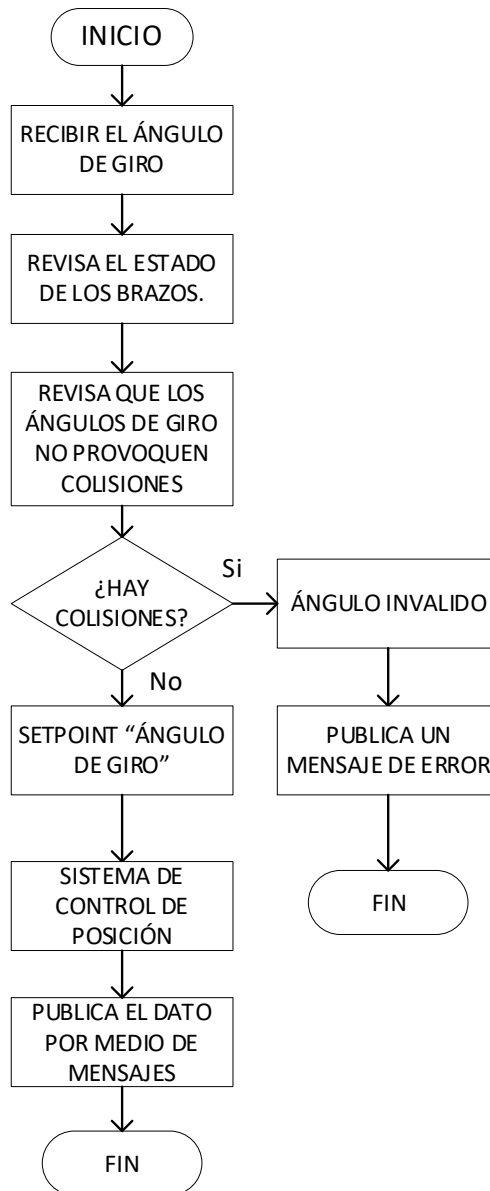 INICIO
RECIBIR EL ÁNGULO
DE GIRO
REVISA EL ESTADO
DE LOS BRAZOS.
REVISA QUE LOS
ÁNGULOS DE GIRO
NO PROVOQUEN
COLISIONES
¿HAY
COLISIONES?
Si
ÁNGULO INVALIDO
No
SETPOINT “ÁNGULO
DE GIRO”
PUBLICA UN
MENSAJE DE ERROR
SISTEMA DE
CONTROL DE
POSICIÓN
FIN
PUBLICA EL DATO
POR MEDIO DE
MENSAJES
FIN